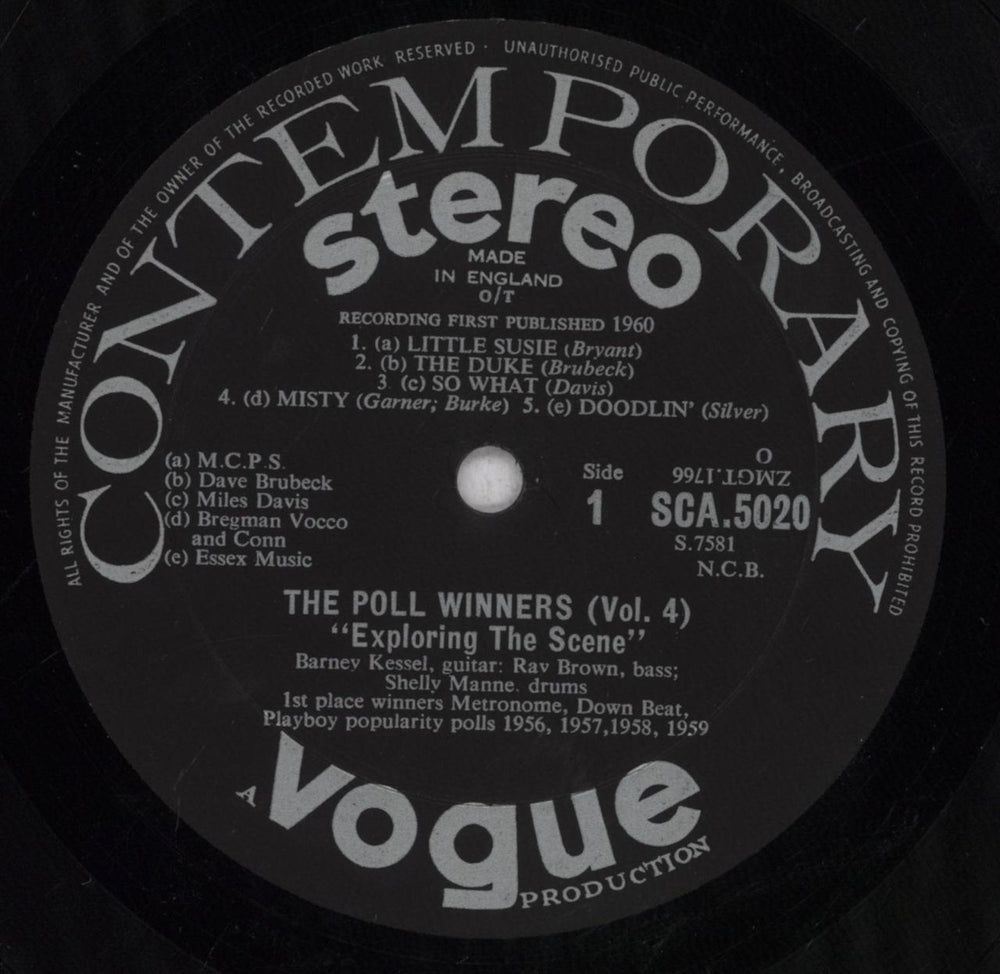 ALL RIGHTS OF THE MANUFACTURER AND OF THE OWNER OF THE RECORDED WORK RESERVED · UNAUTHORISED PUBLIC PERFORMANCE, BROADCASTING AND COPYING OF THIS RECORD PROHIBITED
CONTEMPORARY
stereo
MADE
IN ENGLAND
O/T
RECORDING FIRST PUBLISHED 1960
1. (a) LITTLE SUSIE (Bryant)
2. (b) THE DUKE (Brubeck)
3 (c) SO WHAT (Davis)
4. (d) MISTY (Garner; Burke) 5. (e) DOODLIN' (Silver)
(a) M.C.P.S.
(b) Dave Brubeck
(c) Miles Davis
(d) Bregman Vocco
and Conn
(e) Essex Music
Side
1
O
ZMGT.1766
SCA.5020
S.7581
N.C.B.
THE POLL WINNERS (Vol. 4)
"Exploring The Scene"
Barney Kessel, guitar: Ray Brown, bass;
Shelly Manne. drums
1st place winners Metronome, Down Beat,
Playboy popularity polls 1956, 1957,1958, 1959
A
vogue
PRODUCTION